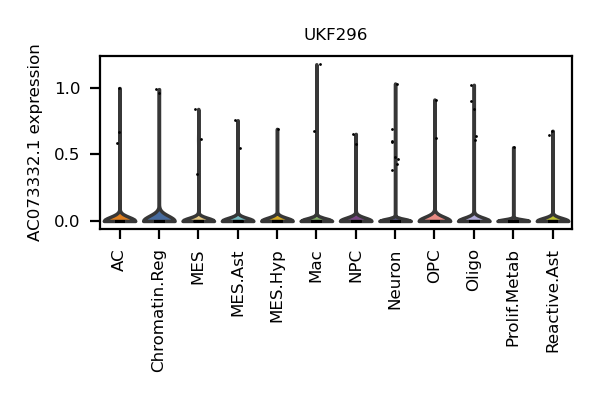 UKF296
AC073332.1 expression
1.0
0.5
0.0
AC
Chromatin.Reg
MES
MES.Ast
MES.Hyp
Mac
NPC
Neuron
OPC
Oligo
Prolif.Metab
Reactive.Ast